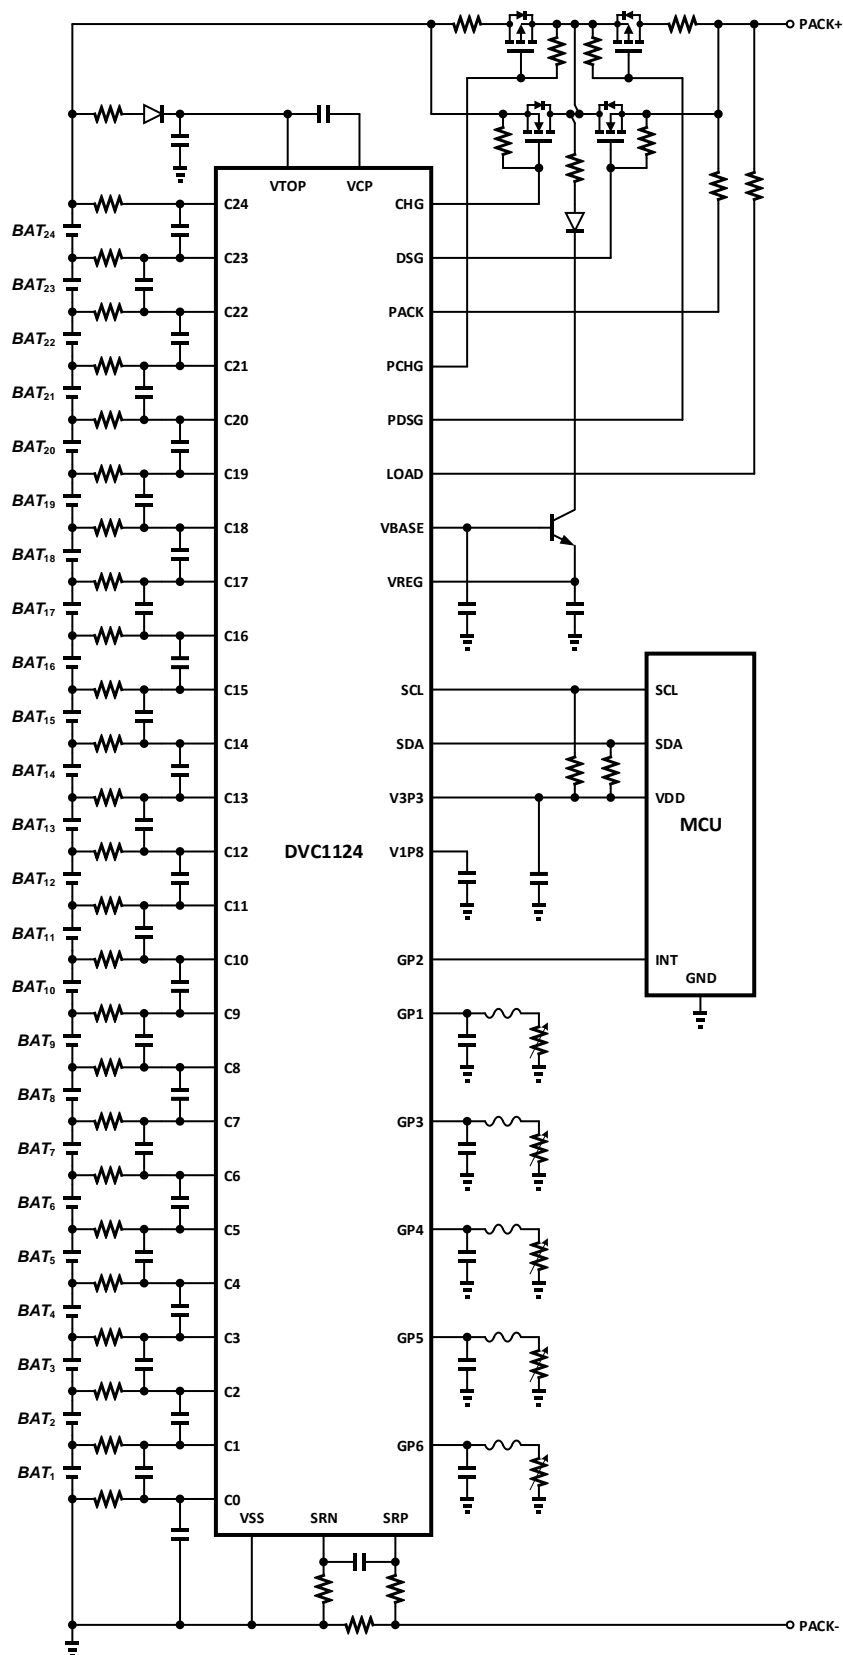 PACK+
VTOP
VCP
C24
CHG
BAT24
C23
DSG
BAT23
C22
PACK
BAT22
C21
PCHG
BAT21
C20
PDSG
BAT20
C19
LOAD
BAT19
C18
VBASE
BAT18
C17
VREG
BAT17
C16
BAT16
C15
SCL
SCL
BAT15
C14
SDA
SDA
BAT14
C13
V3P3
VDD
BAT13
MCU
C12
DVC1124
V1P8
BAT12
C11
BAT11
C10
GP2
INT
GND
BAT10
C9
GP1
BAT9
C8
BAT8
C7
GP3
BAT7
C6
BAT6
C5
GP4
BAT5
C4
BAT4
C3
GP5
BAT3
C2
BAT2
C1
GP6
BAT1
C0
VSS
SRN
SRP
PACK-